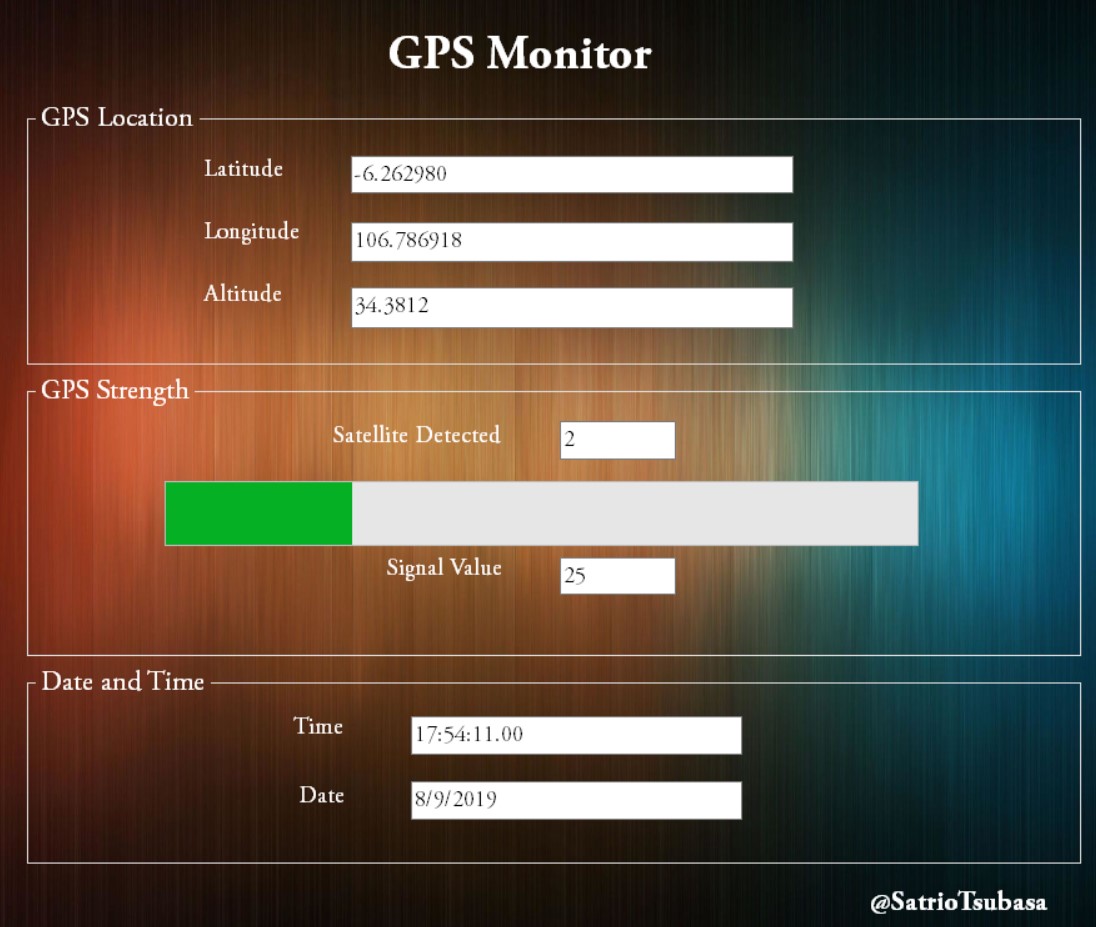 GPS Monitor
GPS Location
Latitude -6.262980
Longitude 106.786918
Altitude 34.3812
GPS Strength
Satellite Detected 2
Signal Value 25
Date and Time
Time 17:54:11.00
Date 8/9/2019
@SatrioTsubasa